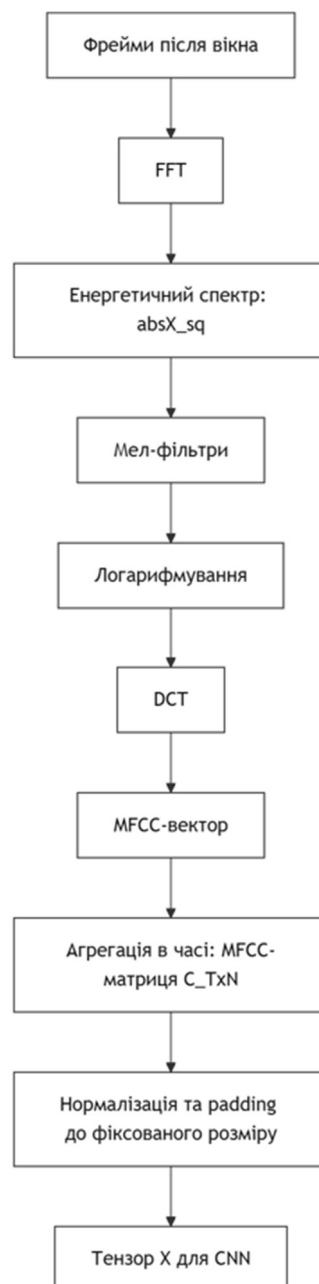 Фрейми після вікна
FFT
Енергетичний спектр:
absX_sq
Мел-фільтри
Логарифмування
DCT
MFCC-вектор
Агрегація в часі: MFCC-
матриця C_TxN
Нормалізація та padding
до фіксованого розміру
Тензор X для CNN